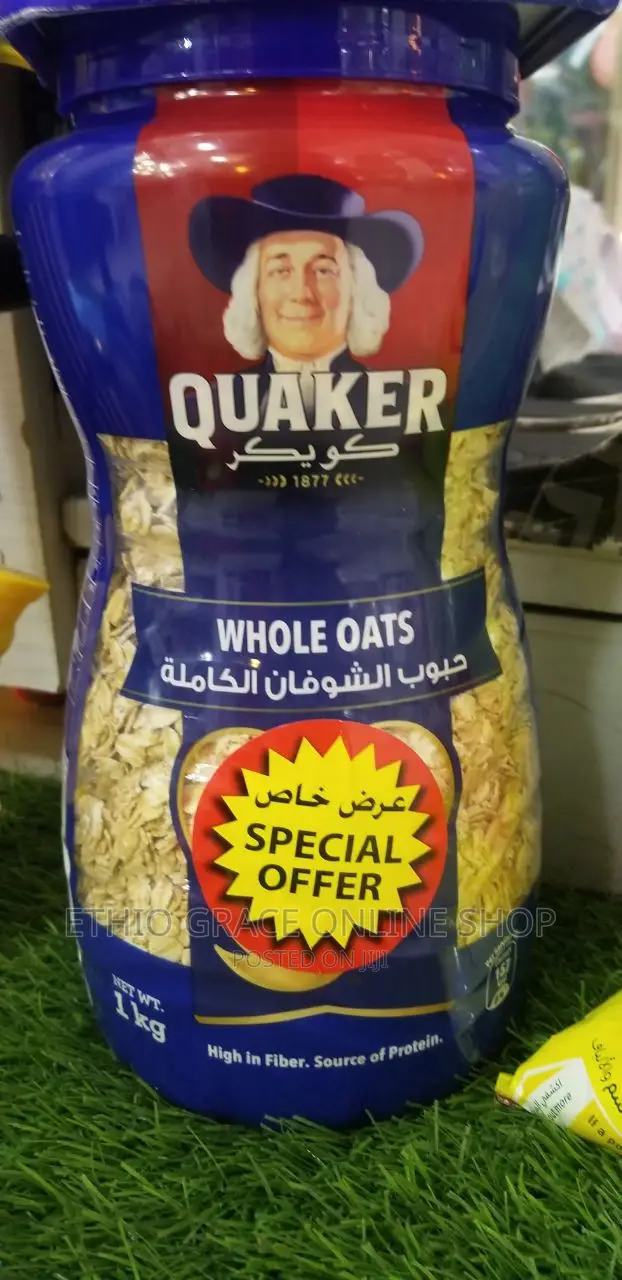 QUAKER
كويكر
1877
WHOLE OATS
حبوب الشوفان الكاملة
عرض خاص
SPECIAL
OFFER
ETHIO GRACE ONLINE SHOP
POSTED ON Jiji
NET WT.
1 kg
High in Fiber. Source of Protein.